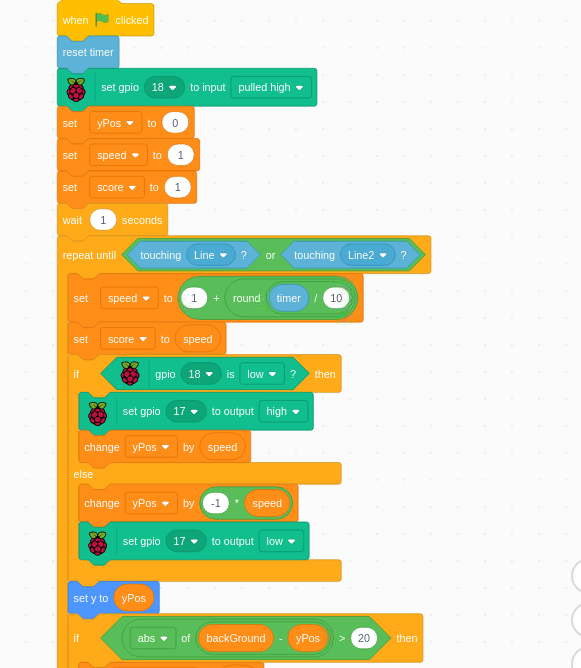 when clicked
reset timer
set gpio 18 to input pulled high
set yPos to 0
set speed to 1
set score to 1
wait 1 seconds
repeat until touching Line ? or touching Line2 ?
set speed to 1 + round timer / 10
set score to speed
if gpio 18 is low ? then
set gpio 17 to output high
change yPos by speed
else
change yPos by -1 * speed
set gpio 17 to output low
set y to yPos
if abs of backGround - yPos > 20 then